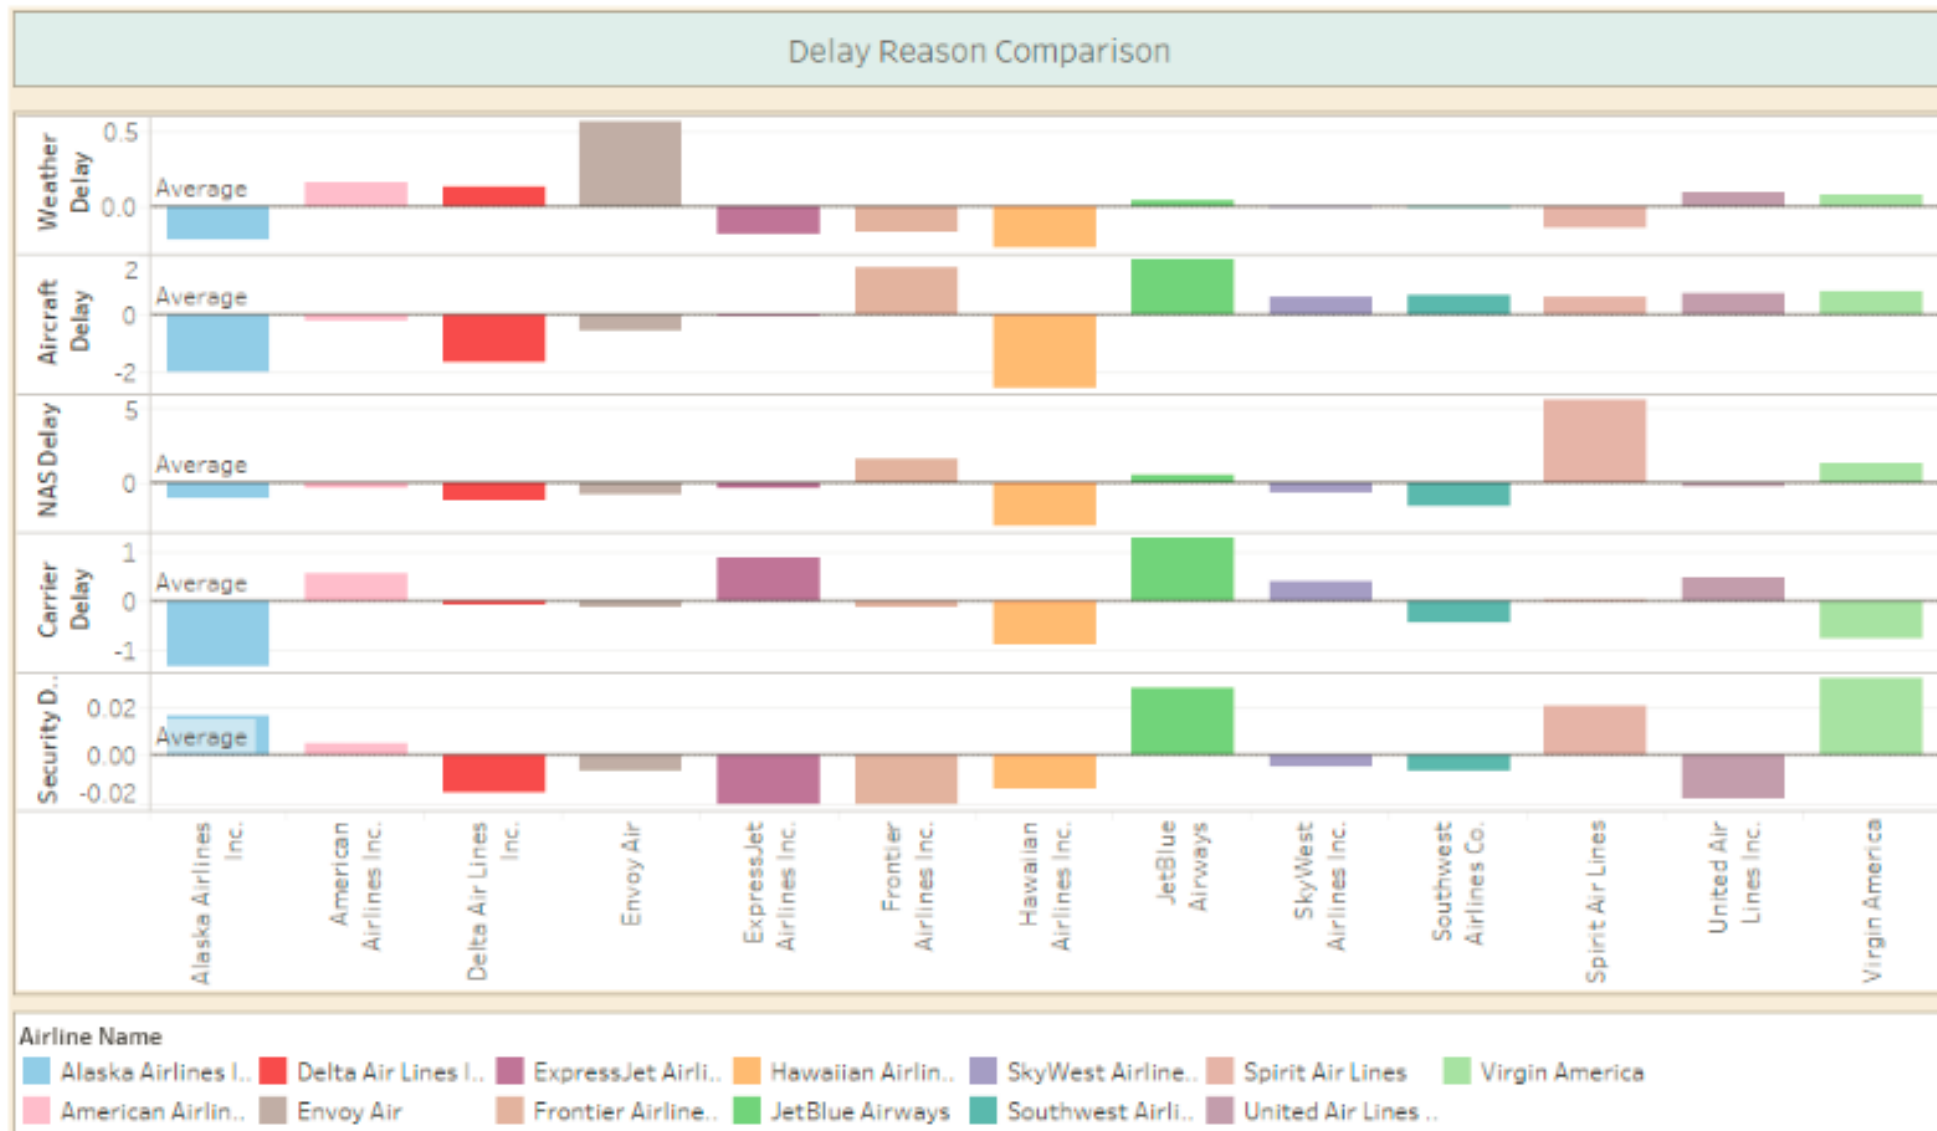 Delay Reason Comparison
Weather
Delay
0.5
0.0
Average
Aircraft
Delay
2
0
-2
Average
NAS Delay
5
0
Average
Carrier
Delay
1
0
-1
Average
Security D..
0.02
0.00
-0.02
Average
Alaska Airlines
Inc.
American
Airlines Inc.
Delta Air Lines
Inc.
Envoy Air
ExpressJet
Airlines Inc.
Frontier
Airlines Inc.
Hawaiian
Airlines Inc.
JetBlue
Airways
SkyWest
Airlines Inc.
Southwest
Airlines Co.
Spirit Air Lines
United Air
Lines Inc.
Virgin America
Airline Name
Alaska Airlines I.. Delta Air Lines I.. ExpressJet Airli.. Hawaiian Airlin.. SkyWest Airline.. Spirit Air Lines Virgin America
American Airlin.. Envoy Air Frontier Airline.. JetBlue Airways Southwest Airli.. United Air Lines ..